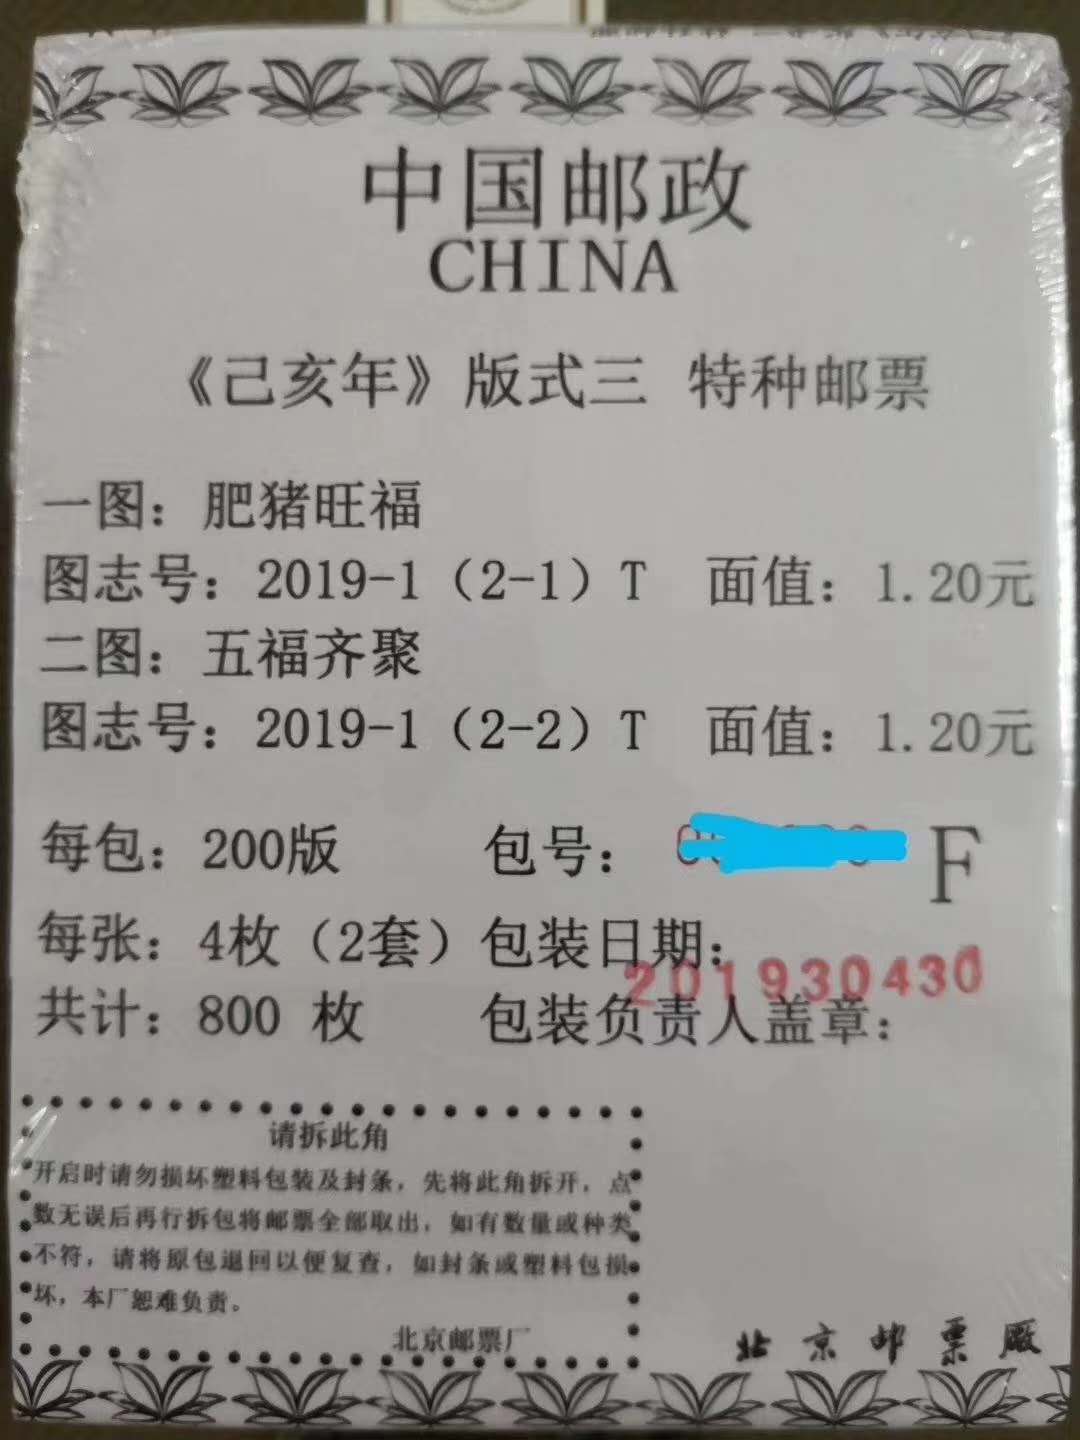 中国邮政
CHINA
《己亥年》版式三 特种邮票
一图：肥猪旺福
图志号：2019-1（2-1）T 面值：1.20元
二图：五福齐聚
图志号：2019-1（2-2）T 面值：1.20元
每包：200版 包号： F
每张：4枚（2套）包装日期：
201930430
共计：800 枚 包装负责人盖章：
请拆此角
开启时请勿损坏塑料包装及封条，先将此角拆开，点
数无误后再行拆包将邮票全部取出，如有数量或种类
不符，请将原包退回以便复查，如封条或塑料包损
坏，本厂恕难负责。
北京邮票厂
北京邮票厂